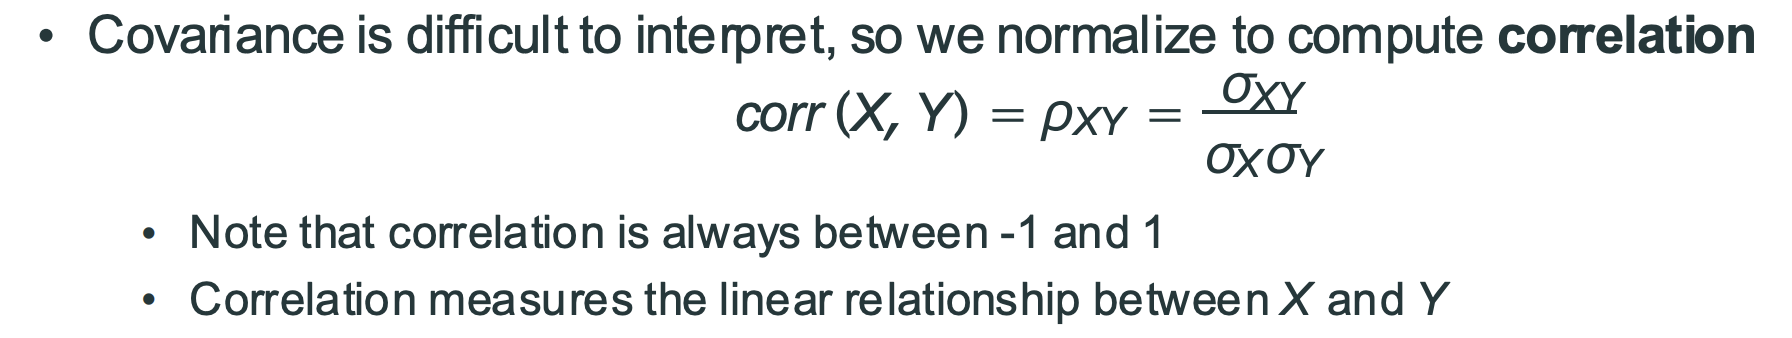 • Covariance is difficult to interpret, so we normalize to compute correlation
corr (X, Y) = ρXY = σXY / σXσY
• Note that correlation is always between -1 and 1
• Correlation measures the linear relationship between X and Y